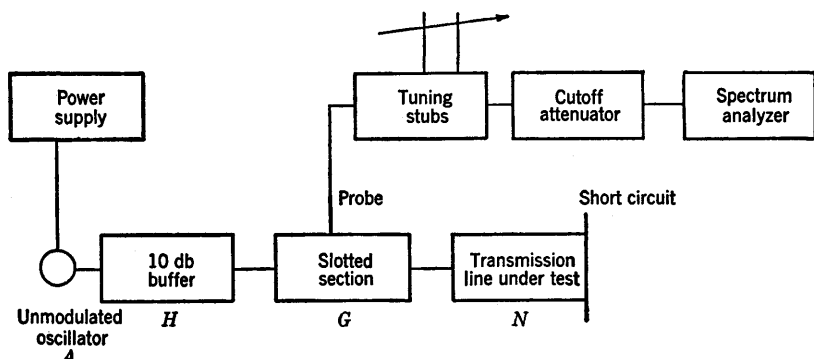 Power
supply
Tuning
stubs
Cutoff
attenuator
Spectrum
analyzer
Probe
Short circuit
10 db
buffer
Slotted
section
Transmission
line under test
Unmodulated
oscillator
A
H
G
N